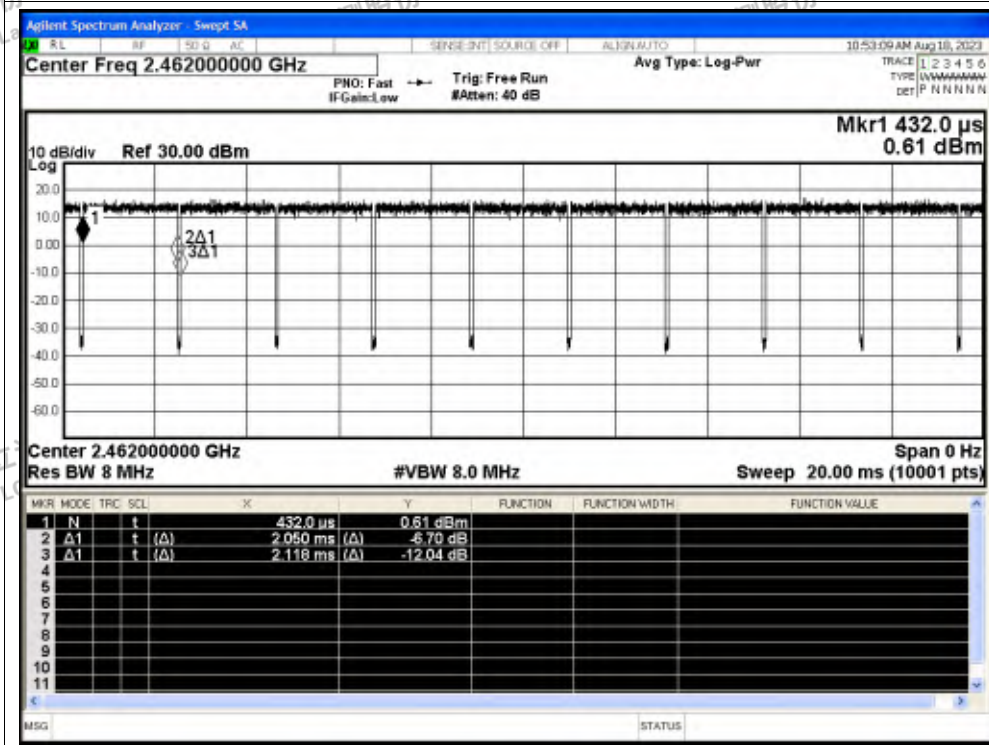 Agilent Spectrum Analyzer - Swept SA
RL RF 50 Ω AC SENSE:INT SOURCE OFF ALIGN AUTO 10:53:09 AM Aug 18, 2023
Center Freq 2.462000000 GHz
PNO: Fast
IFGain:Low
Trig: Free Run
#Atten: 40 dB
Avg Type: Log-Pwr
TRACE 1 2 3 4 5 6
TYPE
DET P N N N N N
Mkr1 432.0 µs
0.61 dBm
10 dB/div Ref 30.00 dBm
Log
20.0
10.0
0.00
-10.0
-20.0
-30.0
-40.0
-50.0
-60.0
1
2Δ1
3Δ1
Center 2.462000000 GHz Span 0 Hz
Res BW 8 MHz #VBW 8.0 MHz Sweep 20.00 ms (10001 pts)
MKR MODE TRC SCL X Y FUNCTION FUNCTION WIDTH FUNCTION VALUE
1 N t 432.0 µs 0.61 dBm
2 Δ1 t (Δ) 2.050 ms (Δ) -6.70 dB
3 Δ1 t (Δ) 2.118 ms (Δ) -12.04 dB
4
5
6
7
8
9
10
11
MSG STATUS